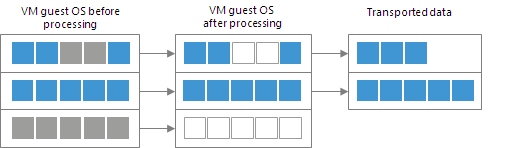 VM guest OS before
processing
VM guest OS
after processing
Transported data